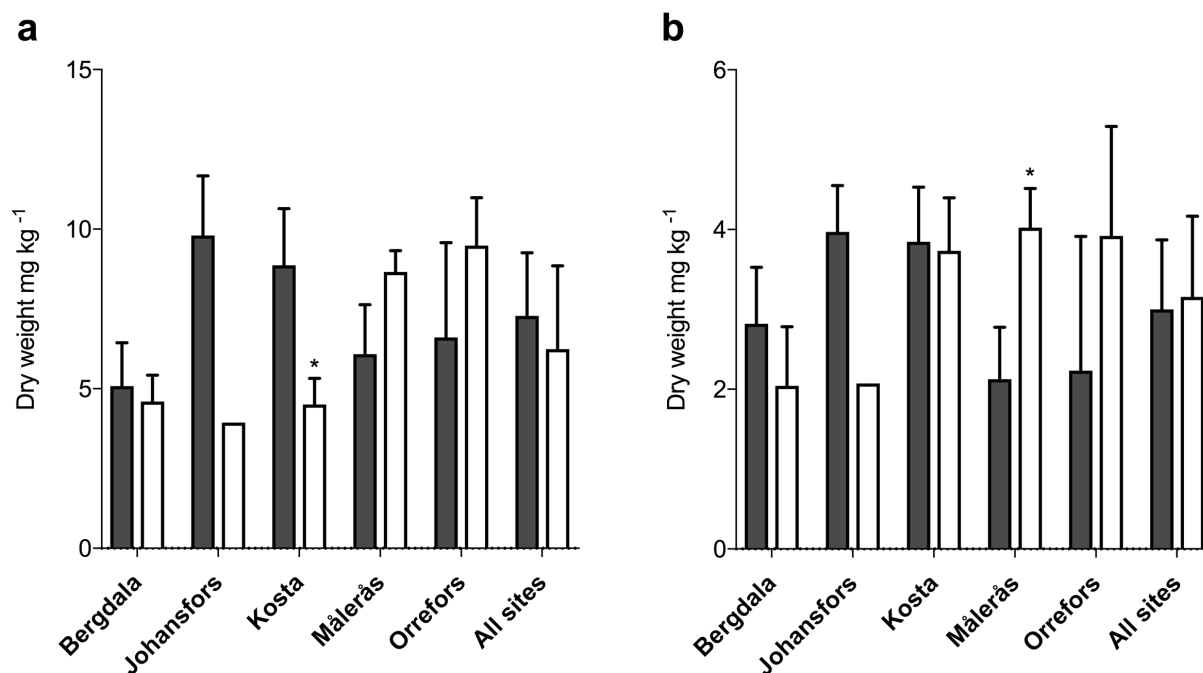 a
15
10
5
0
Dry weight mg kg⁻¹
*
Bergdala
Johansfors
Kosta
Målerås
Orrefors
All sites
b
6
4
2
0
Dry weight mg kg⁻¹
*
Bergdala
Johansfors
Kosta
Målerås
Orrefors
All sites